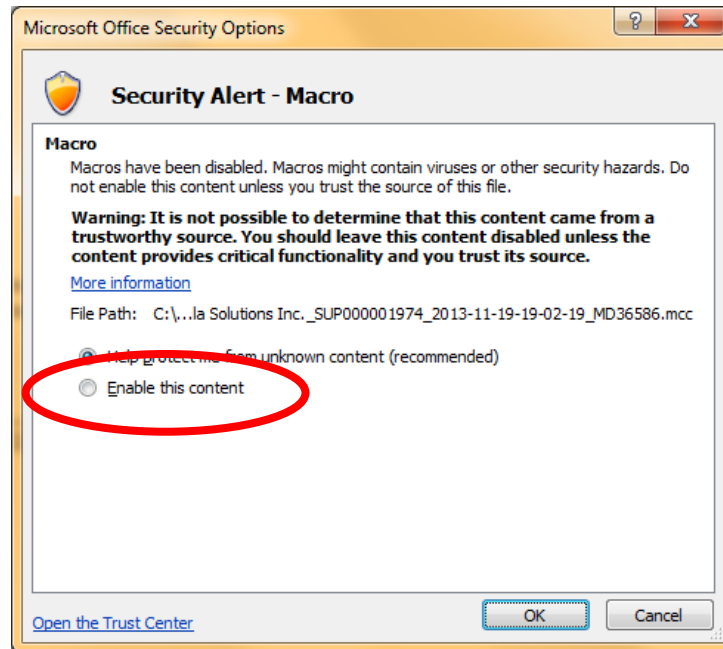 Microsoft Office Security Options
Security Alert - Macro
Macro
Macros have been disabled. Macros might contain viruses or other security hazards. Do
not enable this content unless you trust the source of this file.
Warning: It is not possible to determine that this content came from a
trustworthy source. You should leave this content disabled unless the
content provides critical functionality and you trust its source.
More information
File Path: C:\...la Solutions Inc._SUP000001974_2013-11-19-19-02-19_MD36586.mcc
Help protect me from unknown content (recommended)
Enable this content
Open the Trust Center
OK
Cancel